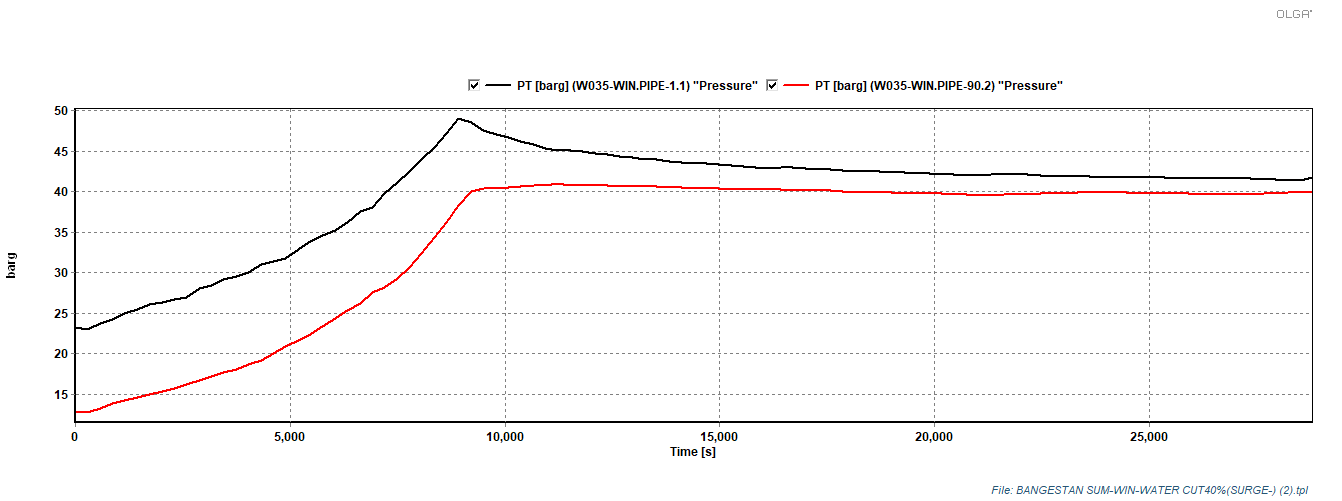 OLGA
PT [barg] (W035-WIN.PIPE-1.1) "Pressure" PT [barg] (W035-WIN.PIPE-90.2) "Pressure"
50
45
40
35
30
25
20
15
barg
0 5,000 10,000 15,000 20,000 25,000
Time [s]
File: BANGESTAN SUM-WIN-WATER CUT40%(SURGE-) (2).tpl